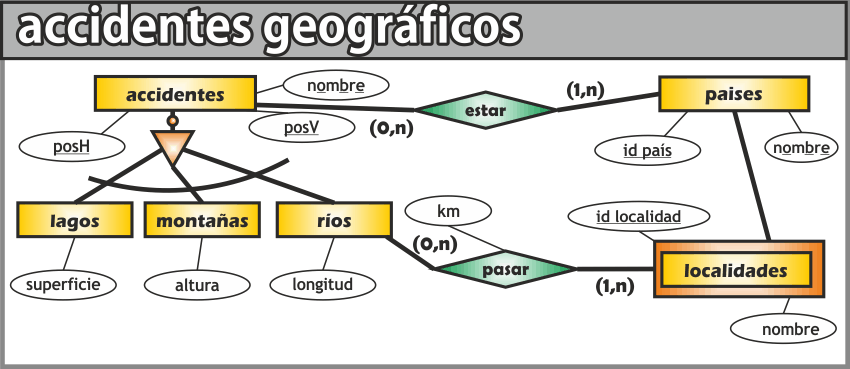 accidentes geográficos
accidentes
nombre
posH
posV
(0,n)
estar
(1,n)
paises
id país
nombre
lagos
montañas
ríos
superficie
altura
longitud
km
(0,n)
pasar
(1,n)
id localidad
localidades
nombre